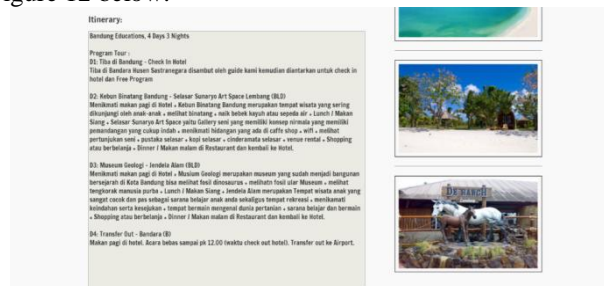 igure 12 below.
Itinerary:
Bandung Educations, 4 Days 3 Nights
Program Tour :
D1: Tiba di Bandung - Check In Hotel
Tiba di Bandara Husen Sastranegara disambut oleh guide kami kemudian diantarkan untuk check in
hotel dan Free Program
D2: Kebun Binatang Bandung - Selasar Sunaryo Art Space Lembang (BLD)
Menikmati makan pagi di Hotel • Kebun Binatang Bandung merupakan tempat wisata yang sering
dikunjungi oleh anak-anak • melihat binatang • naik bebek kayuh atau sepeda air • Lunch / Makan
Siang • Selasar Sunaryo Art Space yaitu Gallery seni yang memiliki konsep nirmala yang memiliki
pemandangan yang cukup indah • menikmati hidangan yang ada di caffe shop • wifi • melihat
pertunjukan seni • pustaka selasar • kopi selasar • cinderamata selasar • venue rental • Shopping
atau berbelanja • Dinner / Makan malam di Restaurant dan kembali ke Hotel.
D3: Museum Geologi - Jendela Alam (BLD)
Menikmati makan pagi di Hotel • Musium Geologi merupakan museum yang sudah menjadi bangunan
bersejarah di Kota Bandung bisa melihat fosil dinosaurus • melihatn fosil ular Museum • melihat
tengkorak manusia purba • Lunch / Makan Siang • Jendela Alam merupakan Tempat wisata anak yang
sangat cocok dan pas sebagai sarana belajar anak anda sekaligus tempat rekreasi • menikmati
keindahan serta kesejukan • tempat bermain mengenal dunia pertanian • sarana belajar dan bermain
• Shopping atau berbelanja • Dinner / Makan malam di Restaurant dan kembali ke Hotel.
D4: Transfer Out - Bandara (B)
Makan pagi di hotel. Acara bebas sampai pk 12.00 (waktu check out hotel). Transfer out ke Airport.
DE'RANCH